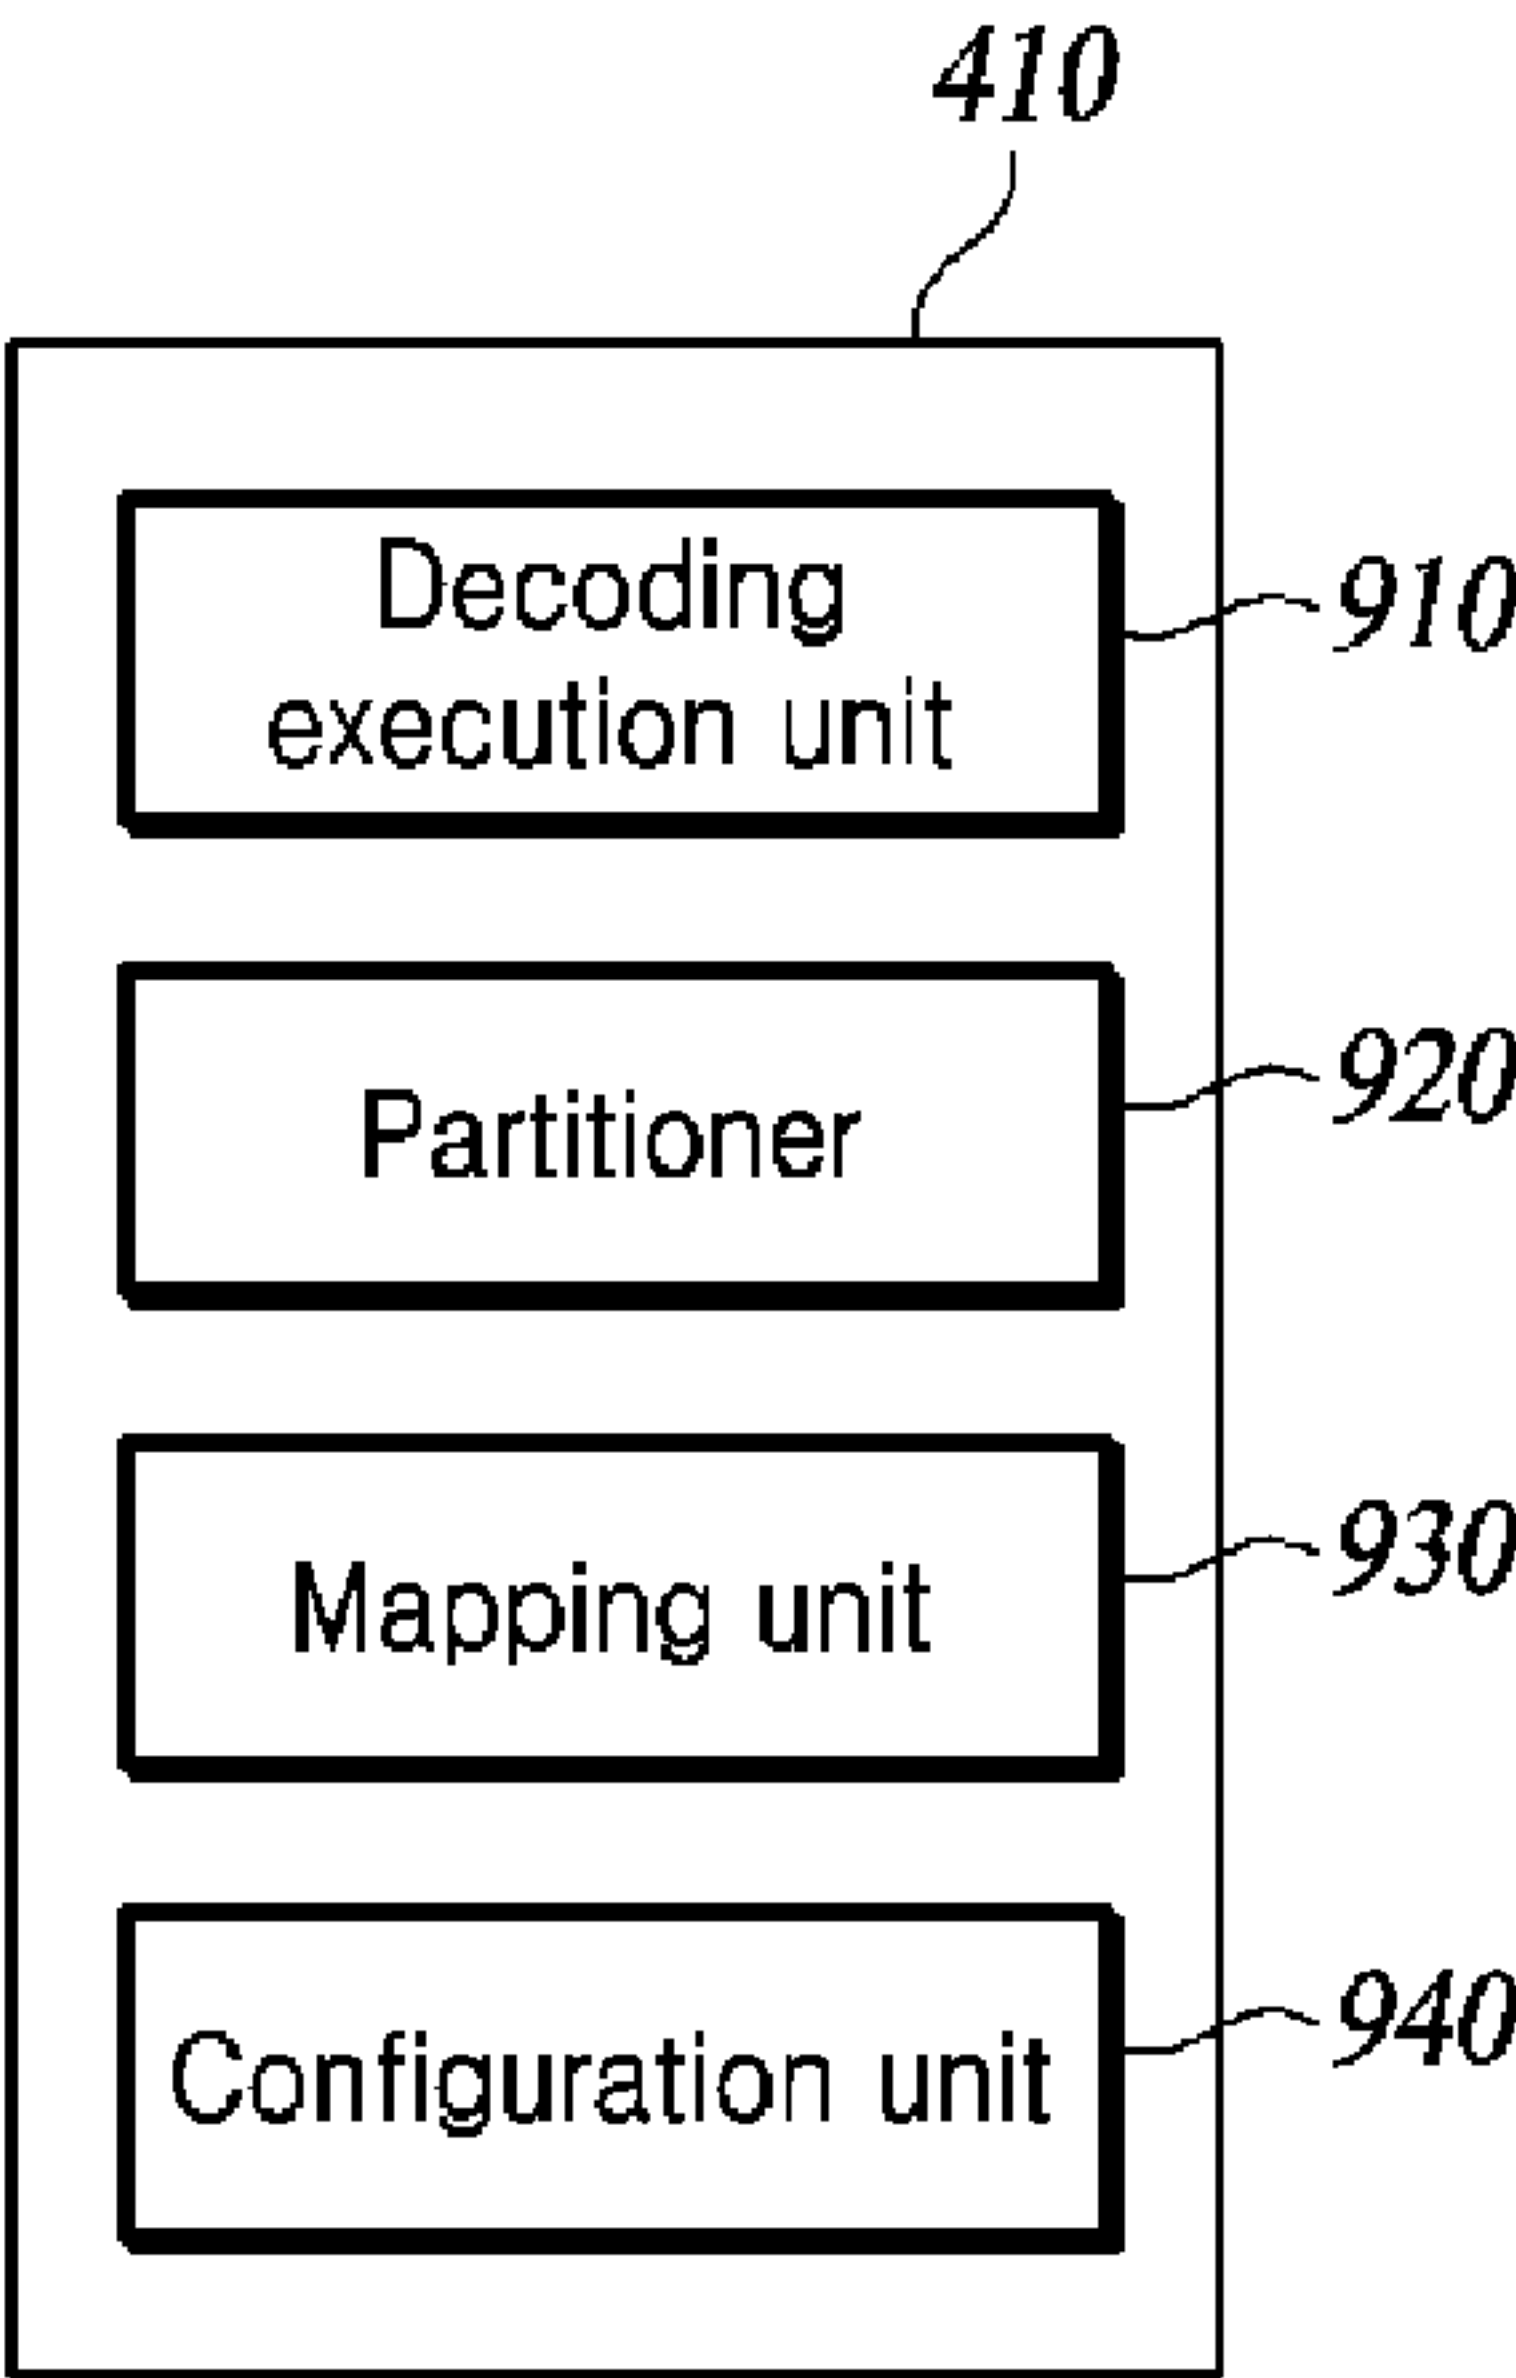 410
Decoding
execution unit
910
Partitioner
920
Mapping unit
930
Configuration unit
940